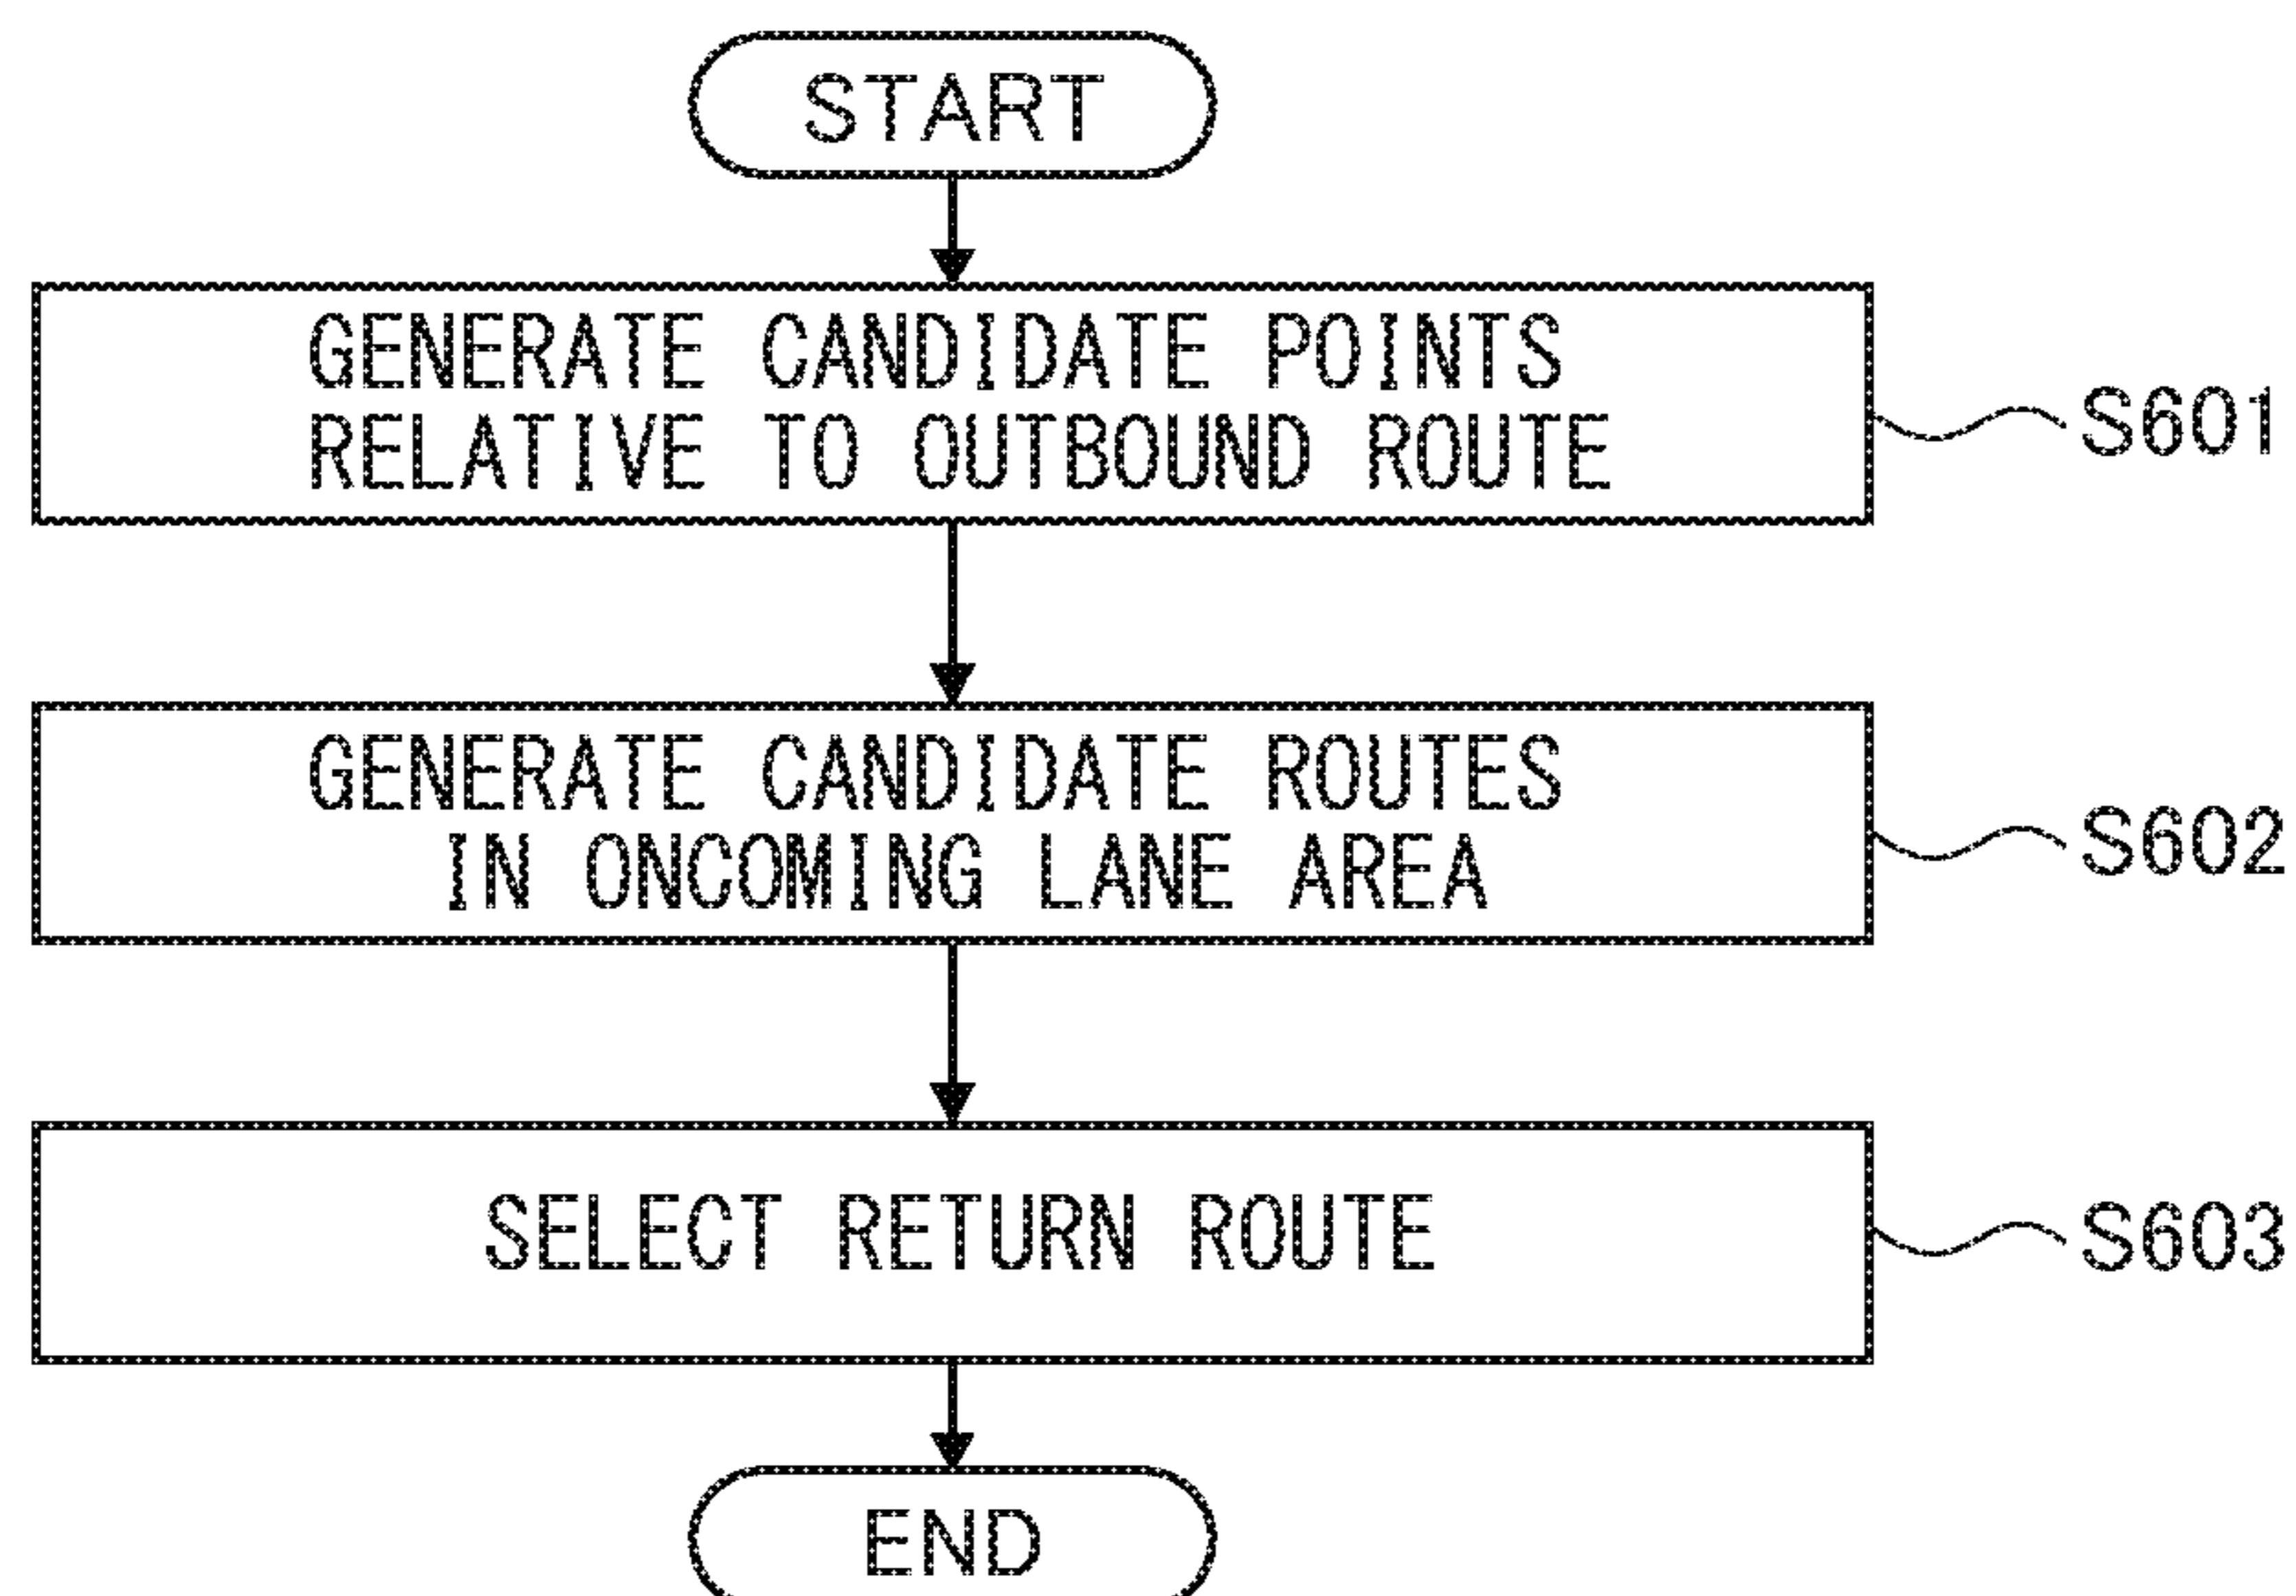 START
GENERATE CANDIDATE POINTS
RELATIVE TO OUTBOUND ROUTE
S601
GENERATE CANDIDATE ROUTES
IN ONCOMING LANE AREA
S602
SELECT RETURN ROUTE
S603
END